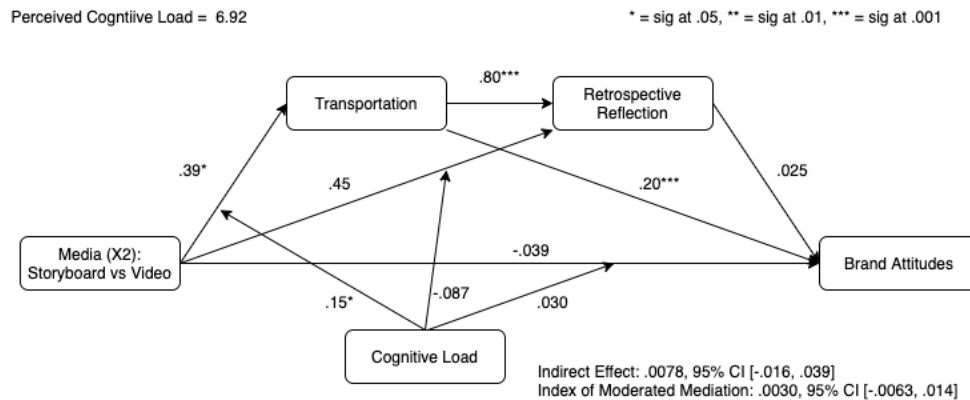 Perceived Cogntiive Load = 6.92
* = sig at .05, ** = sig at .01, *** = sig at .001
Transportation
.80***
Retrospective
Reflection
.39*
.45
.20***
.025
Media (X2):
Storyboard vs Video
-.039
Brand Attitudes
.15*
-.087
.030
Cognitive Load
Indirect Effect: .0078, 95% CI [-.016, .039]
Index of Moderated Mediation: .0030, 95% CI [-.0063, .014]